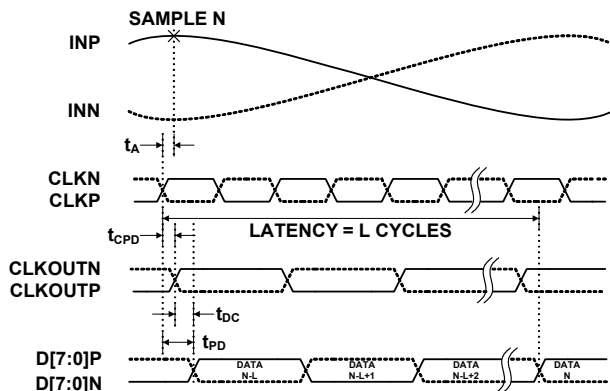 SAMPLE N
INP
INN
tA
CLKN
CLKP
LATENCY = L CYCLES
tCPD
CLKOUTN
CLKOUTP
tDC
tPD
D[7:0]P
D[7:0]N
DATA
N-L
DATA
N-L+1
DATA
N-L+2
DATA
N